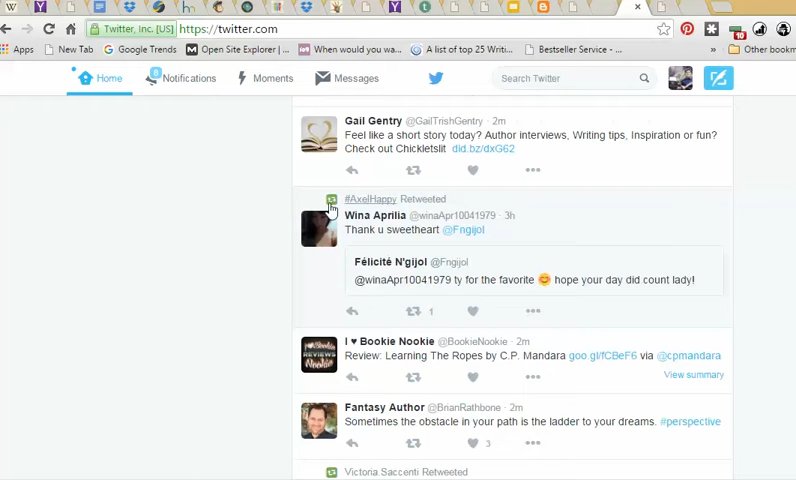 Twitter, Inc. [US] https://twitter.com
Apps New Tab Google Trends Open Site Explorer | When would you wa.. A list of top 25 Writi.. Bestseller Service - .. » Other bookm
10
Home 8 Notifications Moments Messages Search Twitter
Gail Gentry @GailTrishGentry · 2m
Feel like a short story today? Author interviews, Writing tips, Inspiration or fun?
Check out Chickletslit did.bz/dxG62
#AxelHappy Retweeted
Wina Aprilia @winaApr10041979 · 3h
Thank u sweetheart @Fngijol
Félicité N'gijol @Fngijol
@winaApr10041979 ty for the favorite 😊 hope your day did count lady!
1
I ♥ Bookie Nookie @BookieNookie · 2m
Review: Learning The Ropes by C.P. Mandara goo.gl/fCBeF6 via @cpmandara
View summary
Fantasy Author @BrianRathbone · 2m
Sometimes the obstacle in your path is the ladder to your dreams. #perspective
3
Victoria Saccenti Retweeted